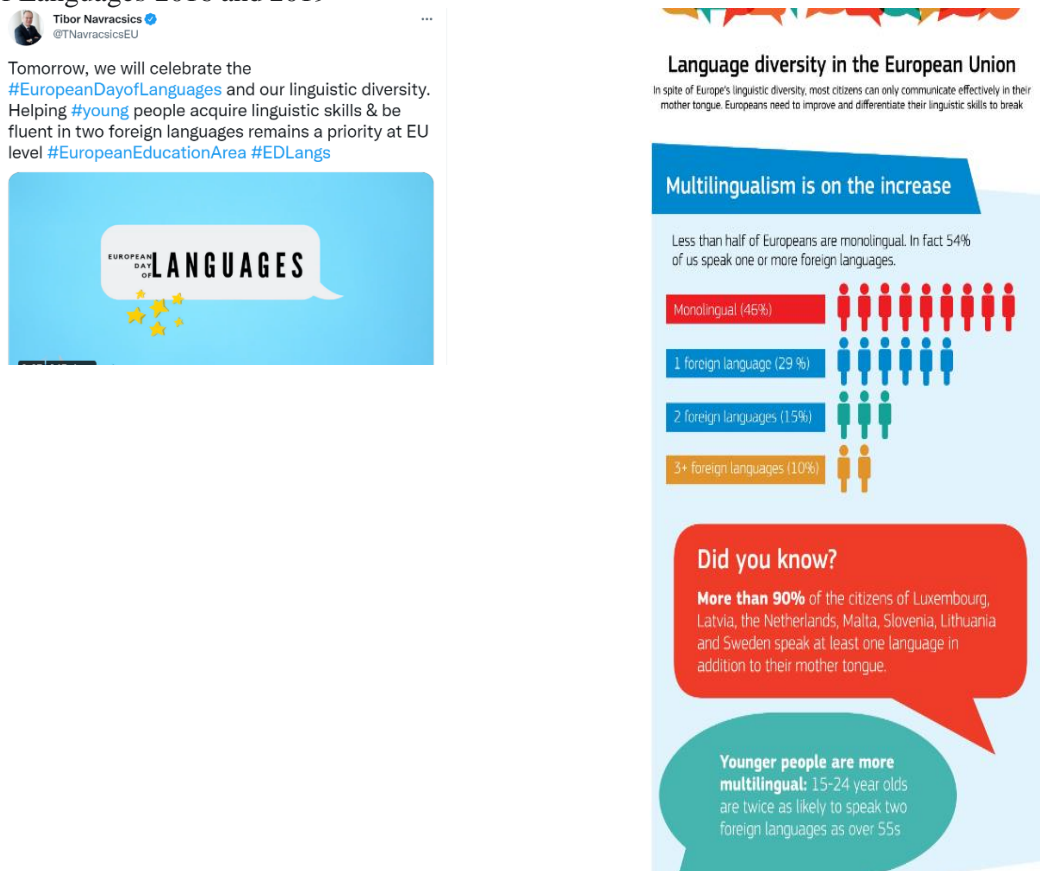 Languages 2018 and 2019
Tibor Navracsics
@TNavracsicsEU
Tomorrow, we will celebrate the
#EuropeanDayofLanguages and our linguistic diversity.
Helping #young people acquire linguistic skills & be
fluent in two foreign languages remains a priority at EU
level #EuropeanEducationArea #EDLangs
EUROPEAN
DAY
OF LANGUAGES
Language diversity in the European Union
In spite of Europe's linguistic diversity, most citizens can only communicate effectively in their
mother tongue. Europeans need to improve and differentiate their linguistic skills to break
Multilingualism is on the increase
Less than half of Europeans are monolingual. In fact 54%
of us speak one or more foreign languages.
Monolingual (46%)
1 foreign language (29 %)
2 foreign languages (15%)
3+ foreign languages (10%)
Did you know?
More than 90% of the citizens of Luxembourg,
Latvia, the Netherlands, Malta, Slovenia, Lithuania
and Sweden speak at least one language in
addition to their mother tongue.
Younger people are more
multilingual: 15-24 year olds
are twice as likely to speak two
foreign languages as over 55s